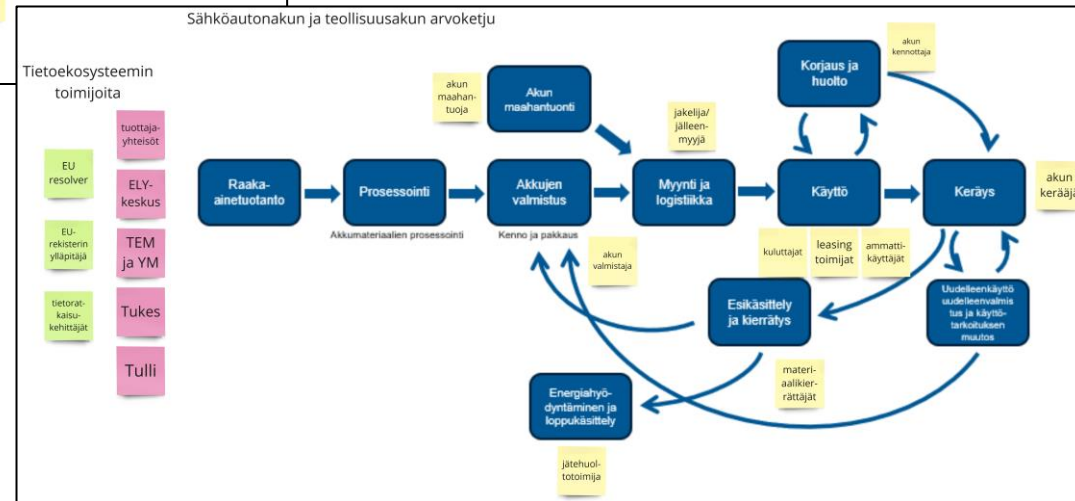 Sähköautonakun ja teollisuusakun arvoketju
Tietoekosysteemin
toimijoita
tuottaja-
yhteisöt
EU
resolver
ELY-
keskus
EU-
rekisterin
ylläpitäjä
TEM
ja YM
tietorat-
kaisu-
kehittäjät
Tukes
Tulli
akun
maahan-
tuoja
Akun
maahantuonti
jakelija/
jälleen-
myyjä
Korjaus ja
huolto
akun
kennottaja
Raaka-
ainetuotanto
Prosessointi
Akkumateriaalien prosessointi
Akkujen
valmistus
Kenno ja pakkaus
akun
valmistaja
Myynti ja
logistiikka
Käyttö
kuluttajat
leasing
toimijat
ammatti-
käyttäjät
Keräys
akun
kerääjä
Esikäsittely
ja kierrätys
Uudelleenkäyttö
uudelleenvalmis
tus ja käyttö-
tarkoituksen
muutos
materi-
aalikier-
rättäjät
Energiahyö-
dyntäminen ja
loppukäsittely
jätehuol-
totoimija